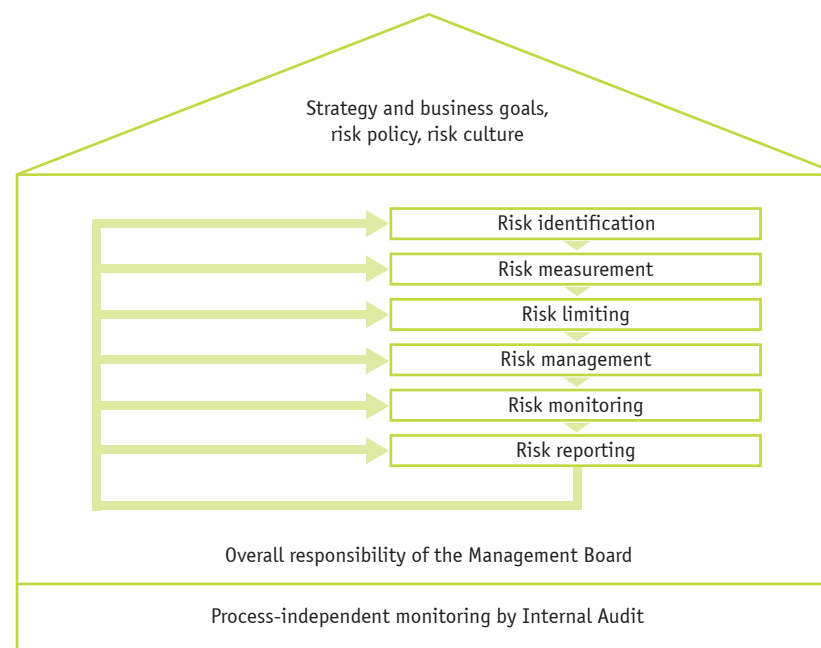 Strategy and business goals,
risk policy, risk culture
Risk identification
Risk measurement
Risk limiting
Risk management
Risk monitoring
Risk reporting
Overall responsibility of the Management Board
Process-independent monitoring by Internal Audit